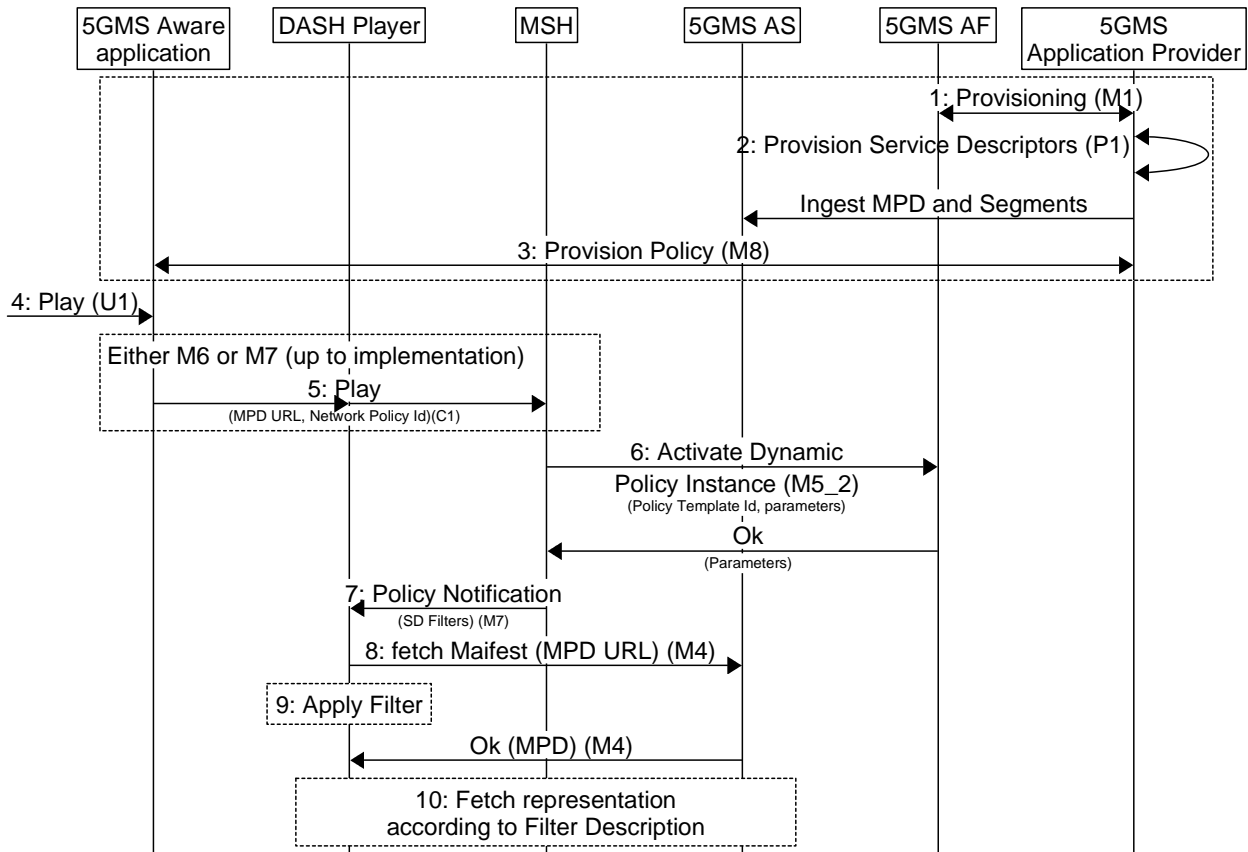 5GMS Aware
application
DASH Player
MSH
5GMS AS
5GMS AF
5GMS
Application Provider
1: Provisioning (M1)
2: Provision Service Descriptors (P1)
Ingest MPD and Segments
3: Provision Policy (M8)
4: Play (U1)
Either M6 or M7 (up to implementation)
5: Play
(MPD URL, Network Policy Id)(C1)
6: Activate Dynamic
Policy Instance (M5_2)
(Policy Template Id, parameters)
Ok
(Parameters)
7: Policy Notification
(SD Filters) (M7)
8: fetch Maifest (MPD URL) (M4)
9: Apply Filter
Ok (MPD) (M4)
10: Fetch representation
according to Filter Description